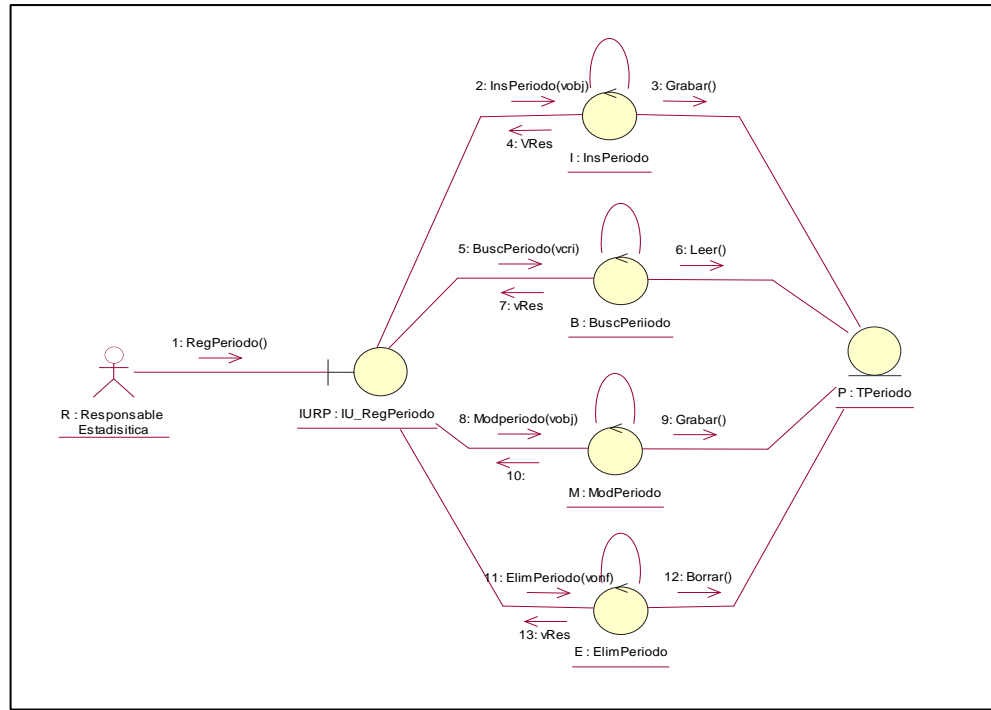 2: InsPeriodo(vobj)
3: Grabar()
4: VRes
I : InsPeriodo
5: BuscPeriodo(vcri)
6: Leer()
7: vRes
B : BuscPeriiodo
1: RegPeriodo()
R : Responsable
Estadisitica
IURP : IU_RegPeriodo
P : TPeriodo
8: Modperiodo(vobj)
9: Grabar()
10:
M : ModPeriodo
11: ElimPeriodo(vonf)
12: Borrar()
13: vRes
E : ElimPeriodo